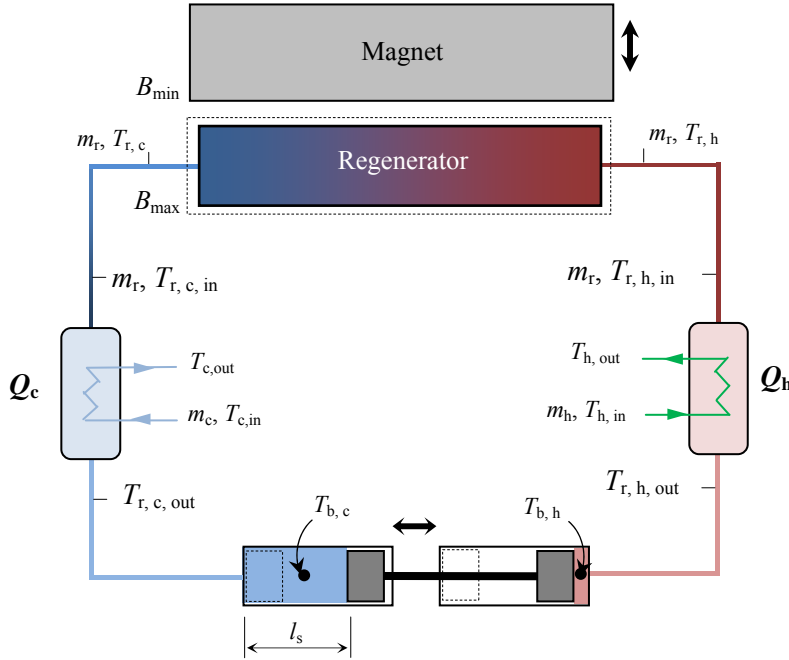 Magnet
B_min
m_r, T_r, c
Regenerator
m_r, T_r, h
B_max
m_r, T_r, c, in
m_r, T_r, h, in
T_c,out
T_h, out
Q_c
Q_h
m_c, T_c,in
m_h, T_h, in
T_r, c, out
T_r, h, out
T_b, c
T_b, h
l_s